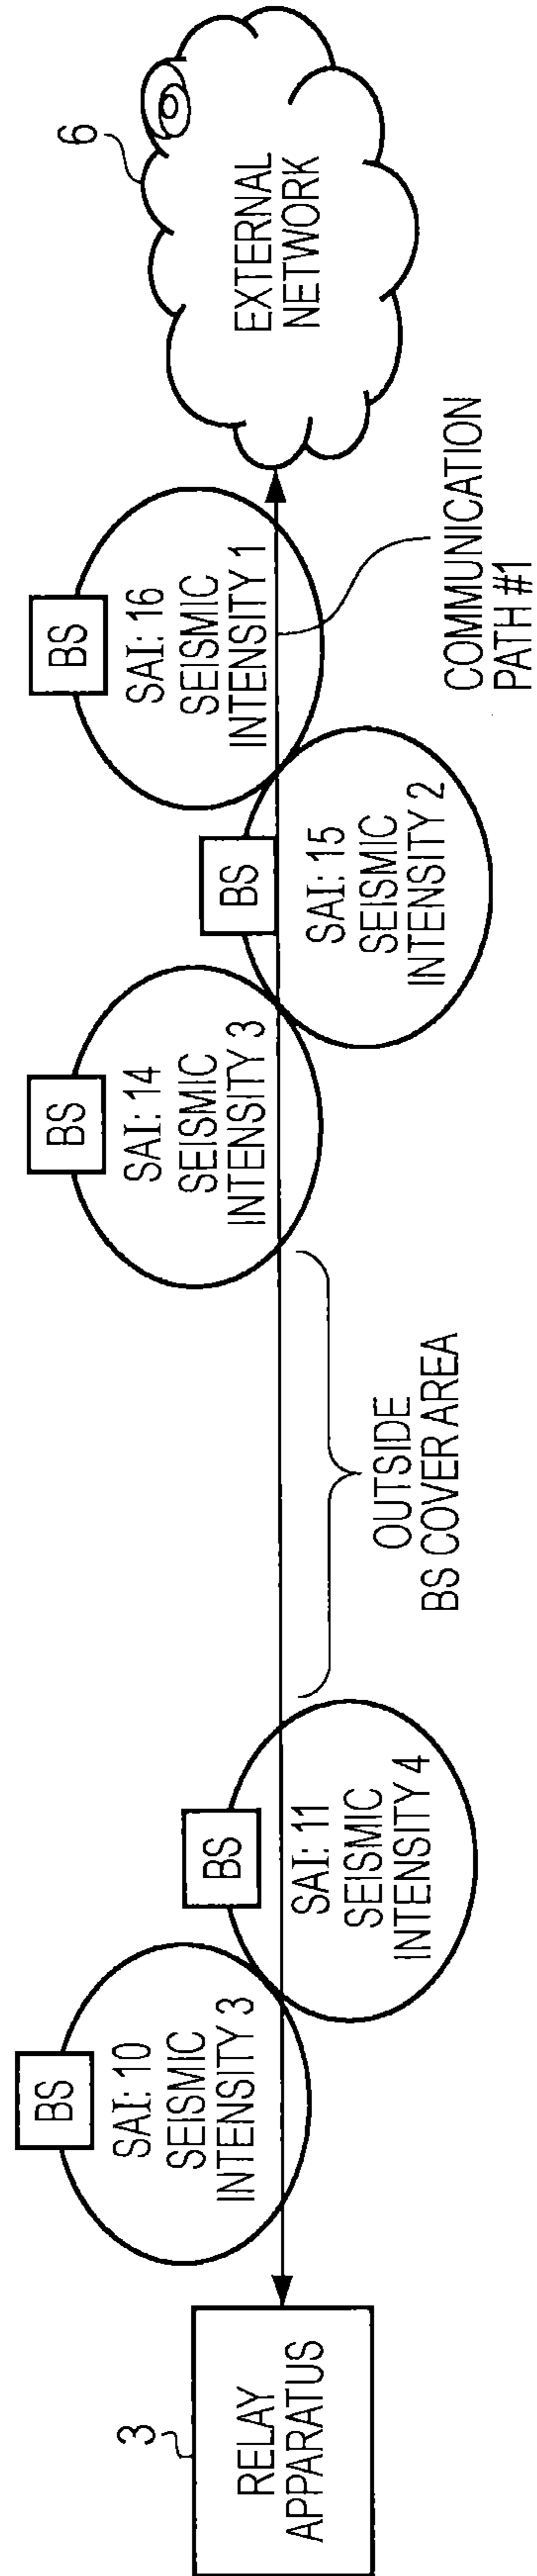 3
RELAY
APPARATUS
BS
SAI: 10
SEISMIC
INTENSITY 3
BS
SAI: 11
SEISMIC
INTENSITY 4
OUTSIDE
BS COVER AREA
BS
SAI: 14
SEISMIC
INTENSITY 3
BS
SAI: 15
SEISMIC
INTENSITY 2
BS
SAI: 16
SEISMIC
INTENSITY 1
COMMUNICATION
PATH #1
6
EXTERNAL
NETWORK